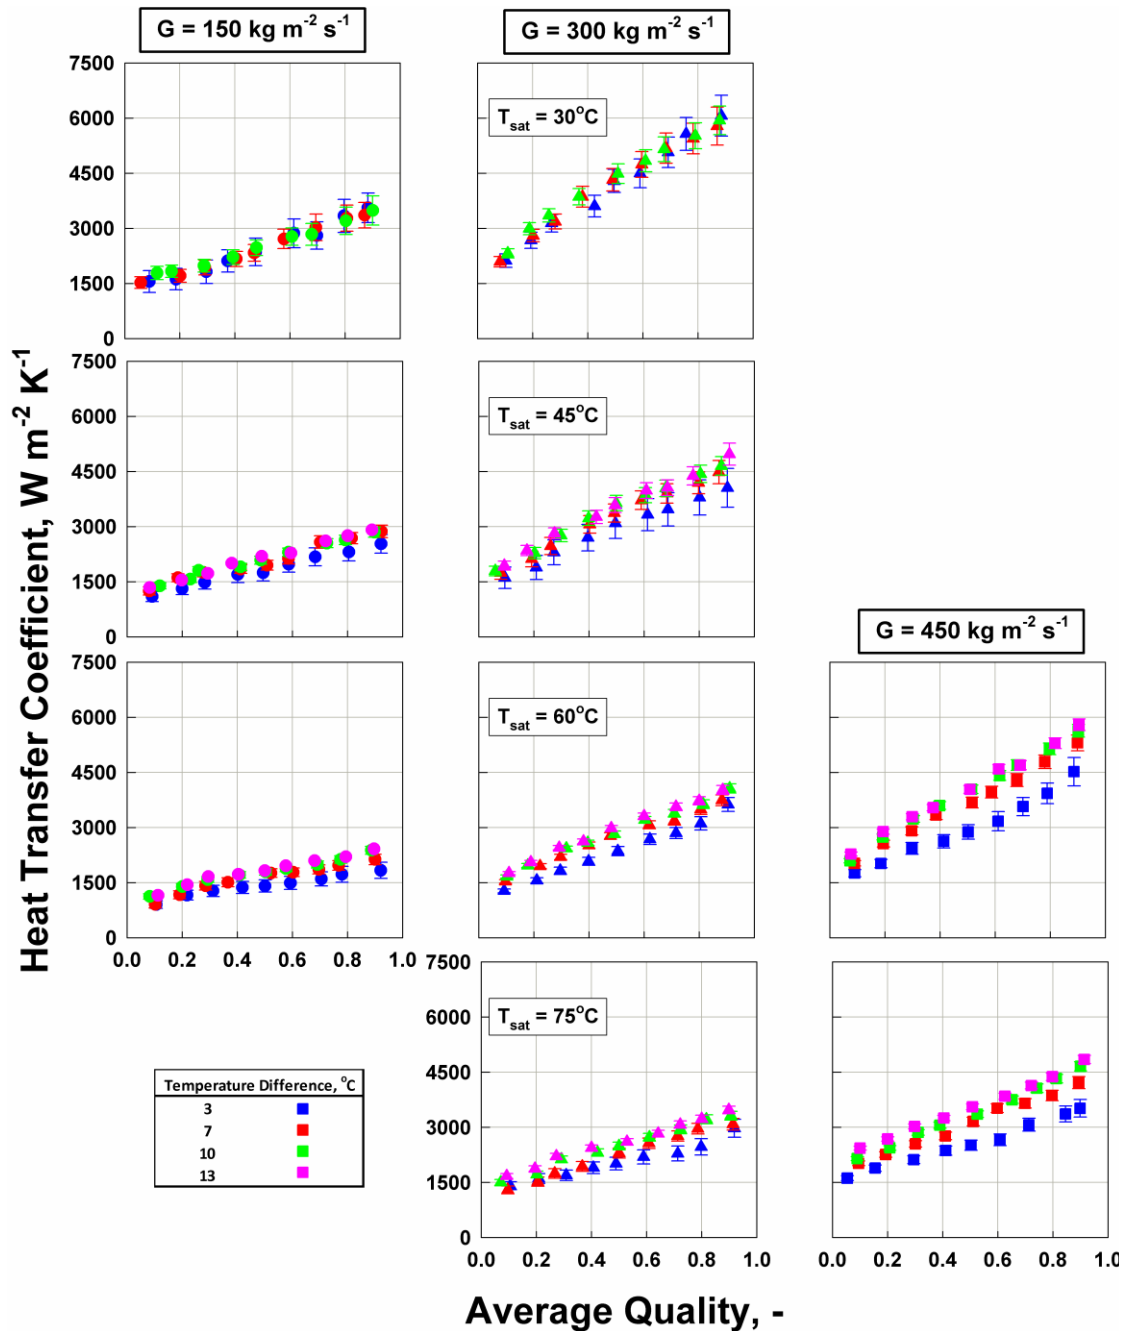 G = 150 kg m⁻² s⁻¹
G = 300 kg m⁻² s⁻¹
7500
6000
4500
3000
1500
0
T_sat = 30°C
7500
6000
4500
3000
1500
0
T_sat = 45°C
G = 450 kg m⁻² s⁻¹
7500
6000
4500
3000
1500
0
0.0 0.2 0.4 0.6 0.8 1.0
T_sat = 60°C
7500
6000
4500
3000
1500
0
0.0 0.2 0.4 0.6 0.8 1.0
T_sat = 75°C
0.0 0.2 0.4 0.6 0.8 1.0
Heat Transfer Coefficient, W m⁻² K⁻¹
Temperature Difference, °C
3
7
10
13
Average Quality, -